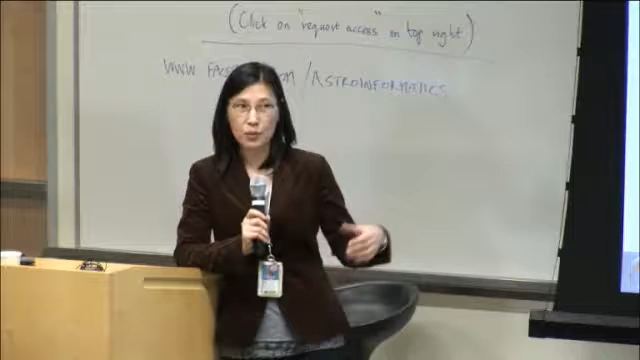 (Click on "request access" on top right)
WWW /ASTROINFORMATICS